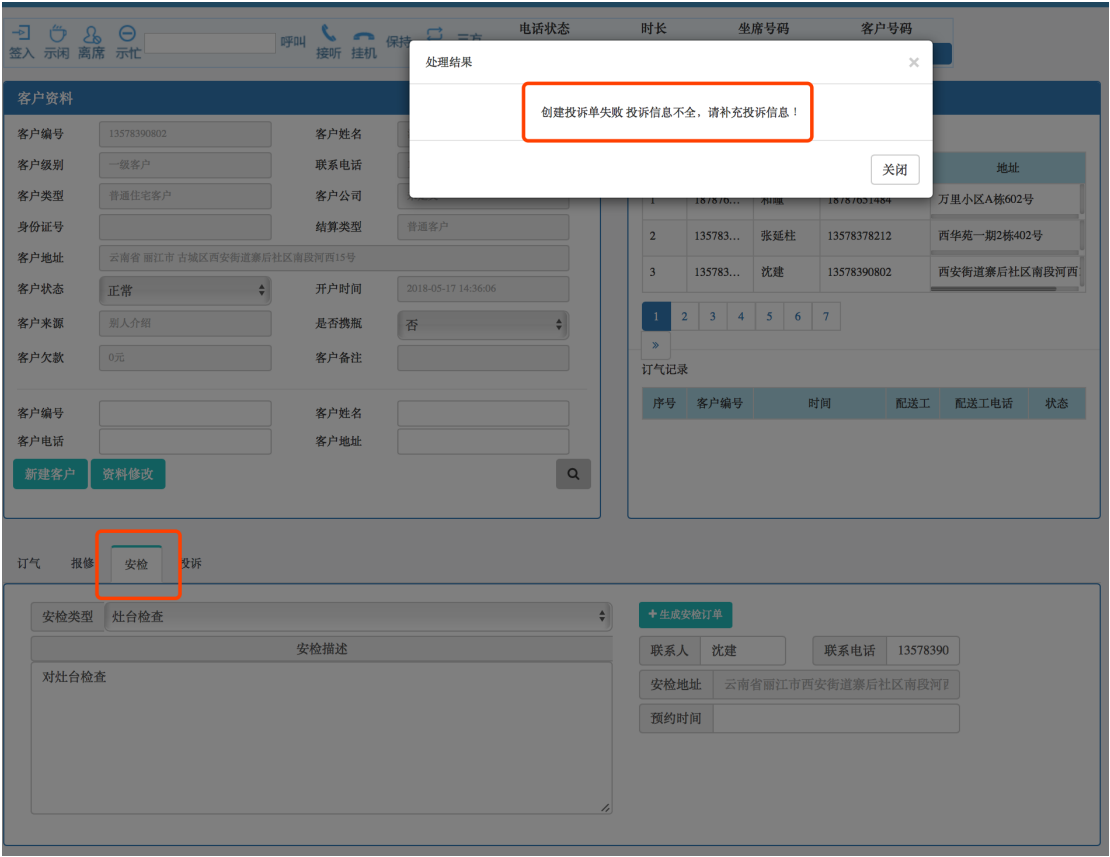 电话状态 时长 坐席号码 客户号码
签入 示闲 离席 示忙 呼叫 接听 挂机 保持
处理结果 ×
创建投诉单失败 投诉信息不全，请补充投诉信息！
关闭
客户资料
客户编号 13578390802 客户姓名
客户级别 一级客户 联系电话
客户类型 普通住宅客户 客户公司
身份证号 结算类型 普通客户
客户地址 云南省 丽江市 古城区西安街道寨后社区南段河西15号
客户状态 正常 开户时间 2018-05-17 14:36:06
客户来源 别人介绍 是否携瓶 否
客户欠款 0元 客户备注
客户编号 客户姓名
客户电话 客户地址
新建客户 资料修改
地址
1 187876... 和瞳 18787651484 万里小区A栋602号
2 135783... 张延柱 13578378212 西华苑一期2栋402号
3 135783... 沈建 13578390802 西安街道寨后社区南段河西
1 2 3 4 5 6 7
»
订气记录
序号 客户编号 时间 配送工 配送工电话 状态
订气 报修 安检 投诉
安检类型 灶台检查
安检描述
对灶台检查
+生成安检订单
联系人 沈建 联系电话 13578390
安检地址 云南省丽江市西安街道寨后社区南段河西
预约时间